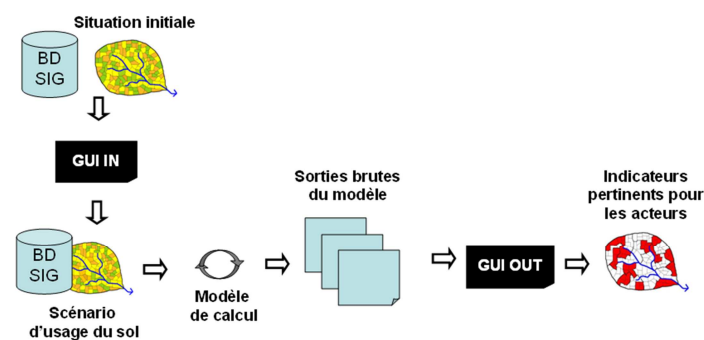 Situation initiale
BD
SIG
GUI IN
BD
SIG
Scénario
d'usage du sol
Modèle
de calcul
Sorties brutes
du modèle
GUI OUT
Indicateurs
pertinents pour
les acteurs